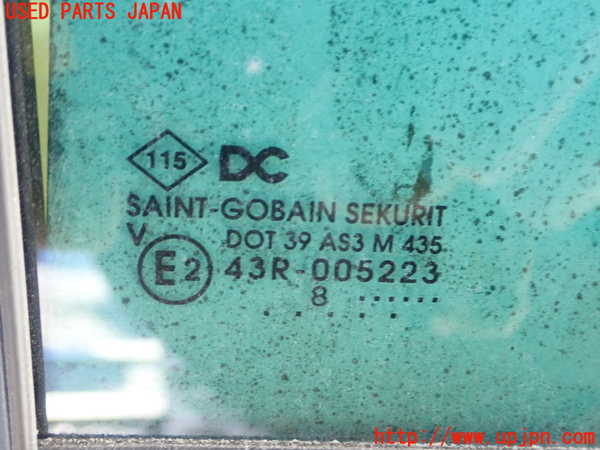 USED PARTS JAPAN
115 DC
SAINT-GOBAIN SEKURIT
V DOT 39 AS3 M 435
E2 43R-005223
8 ......
. . . . . .
http://www.upjpn.com/